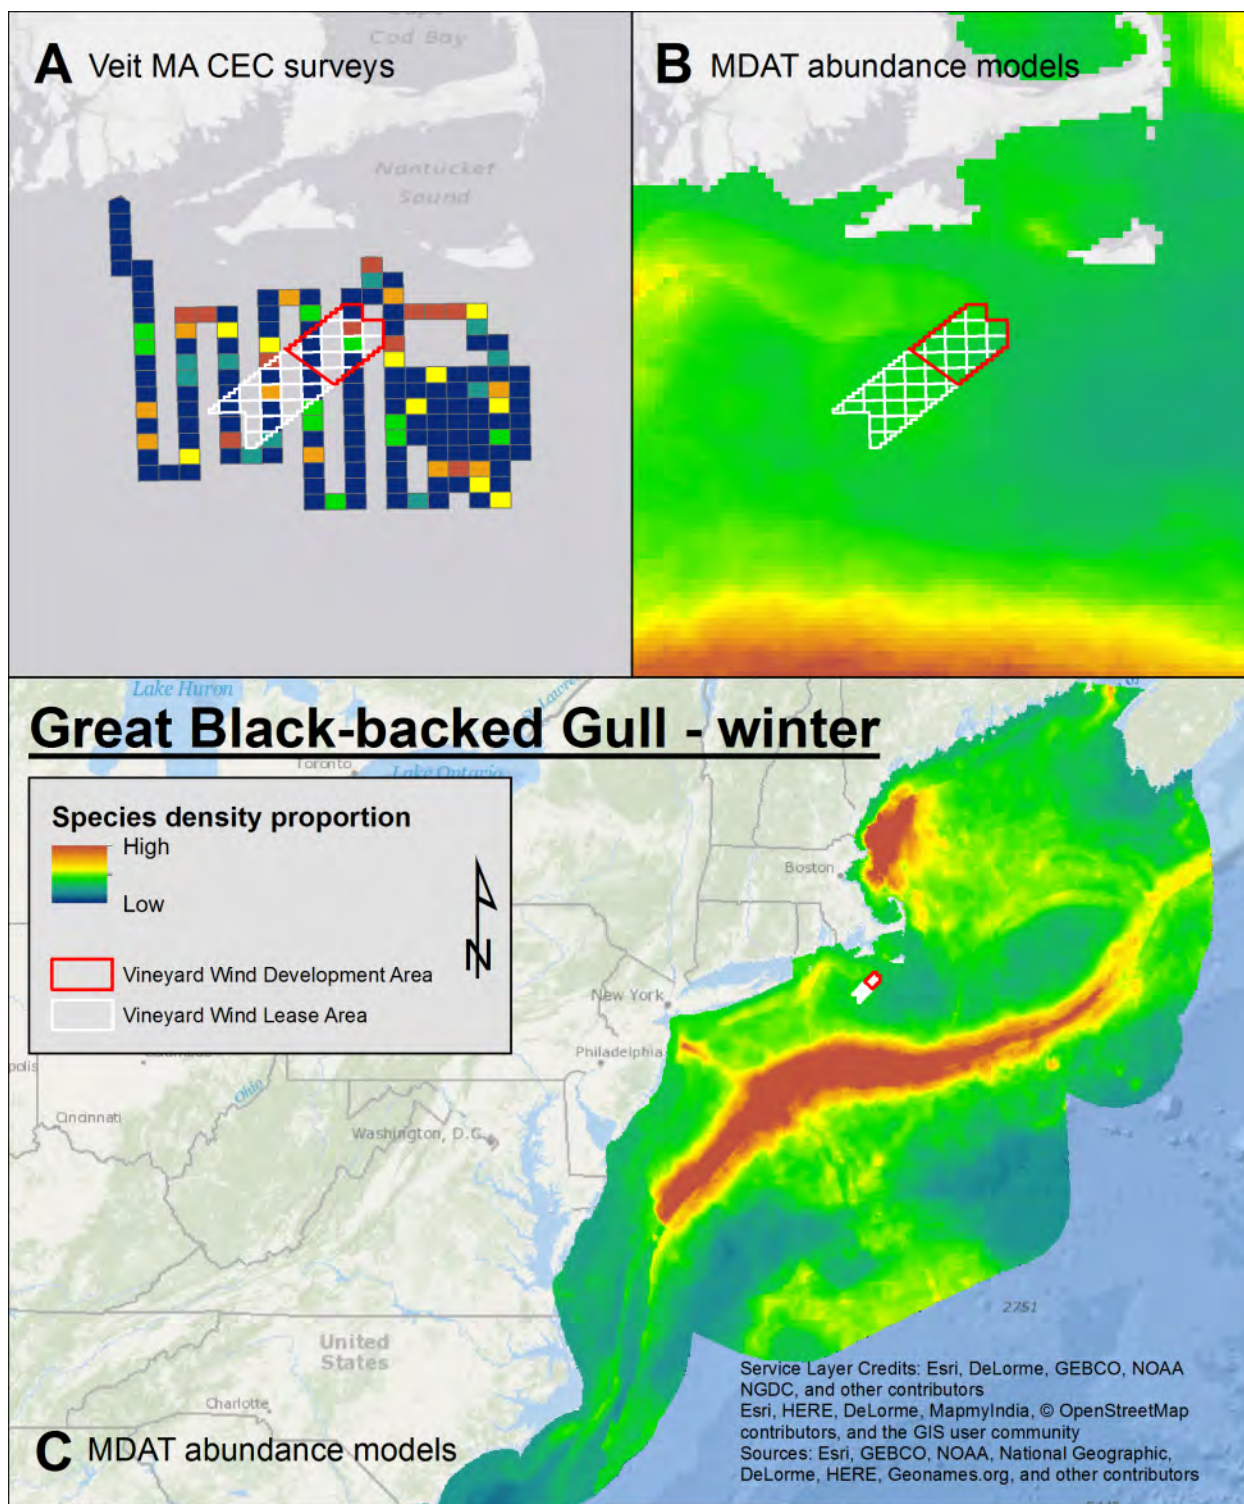 Cod Bay
A Veit MA CEC surveys
Nantucket
Sound
B MDAT abundance models
Lake Huron
Great Black-backed Gull - winter
Toronto
Lake Ontario
Species density proportion
High
Low
Vineyard Wind Development Area
Vineyard Wind Lease Area
N
Boston
New York
Philadelphia
Ohio
Cincinnati
Washington, D.C.
2751
United
States
Charlotte
Service Layer Credits: Esri, DeLorme, GEBCO, NOAA
NGDC, and other contributors
Esri, HERE, DeLorme, MapmyIndia, © OpenStreetMap
contributors, and the GIS user community
Sources: Esri, GEBCO, NOAA, National Geographic,
DeLorme, HERE, Geonames.org, and other contributors
C MDAT abundance models